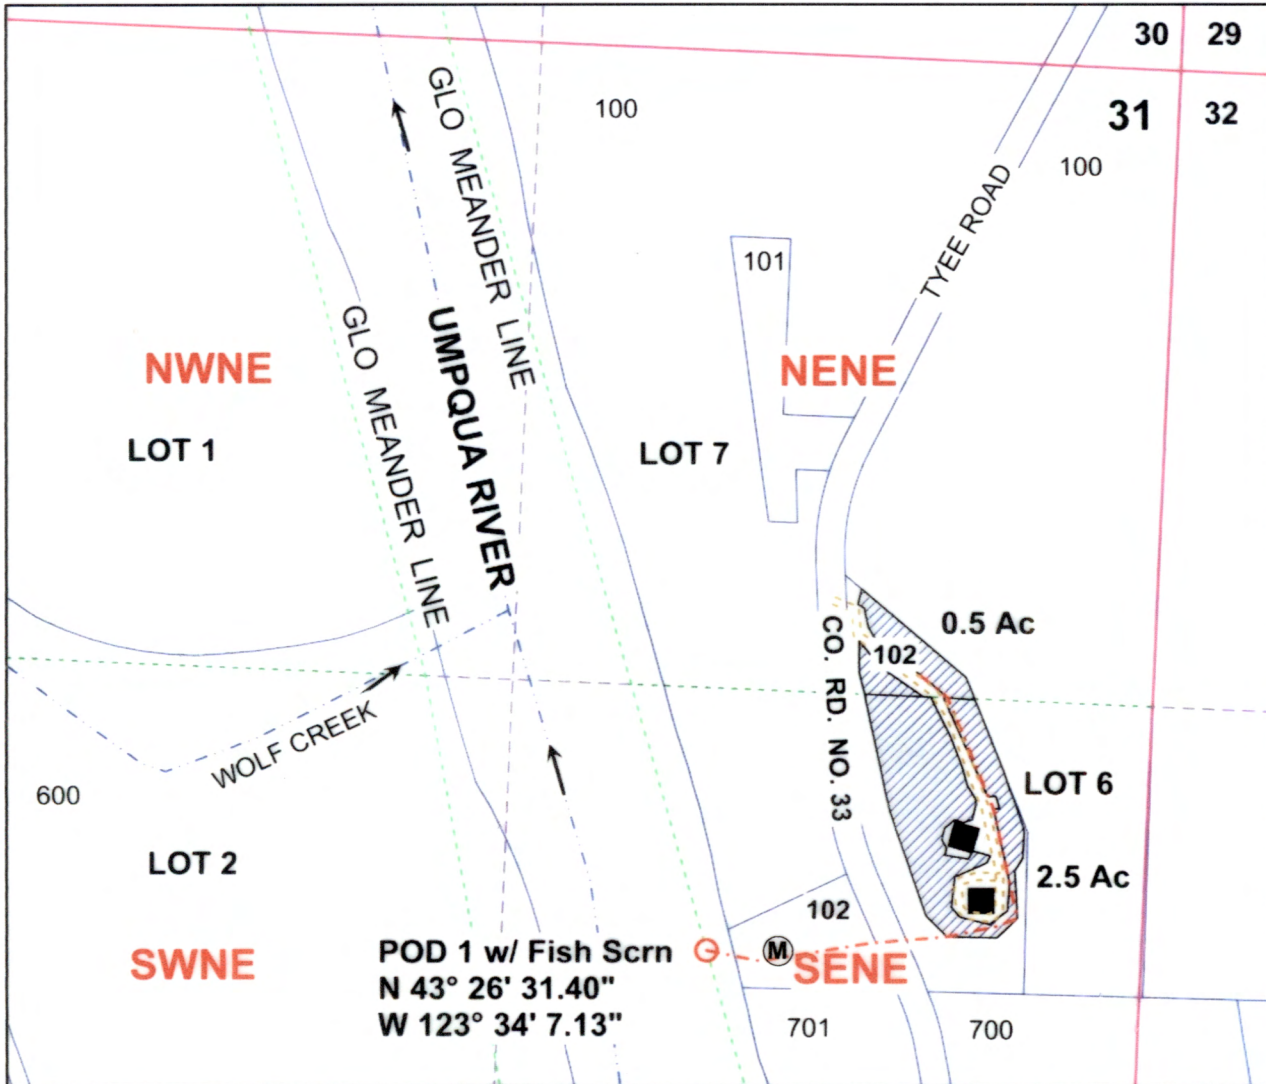 30 29
31 32
100
100
GLO MEANDER LINE
TYEE ROAD
101
GLO MEANDER LINE
UMPQUA RIVER
NWNE
NENE
LOT 1
LOT 7
0.5 Ac
CO. RD. NO. 33
102
WOLF CREEK
600
LOT 6
LOT 2
2.5 Ac
102
POD 1 w/ Fish Scrn
N 43° 26' 31.40"
W 123° 34' 7.13"
M
SWNE
SENE
701
700